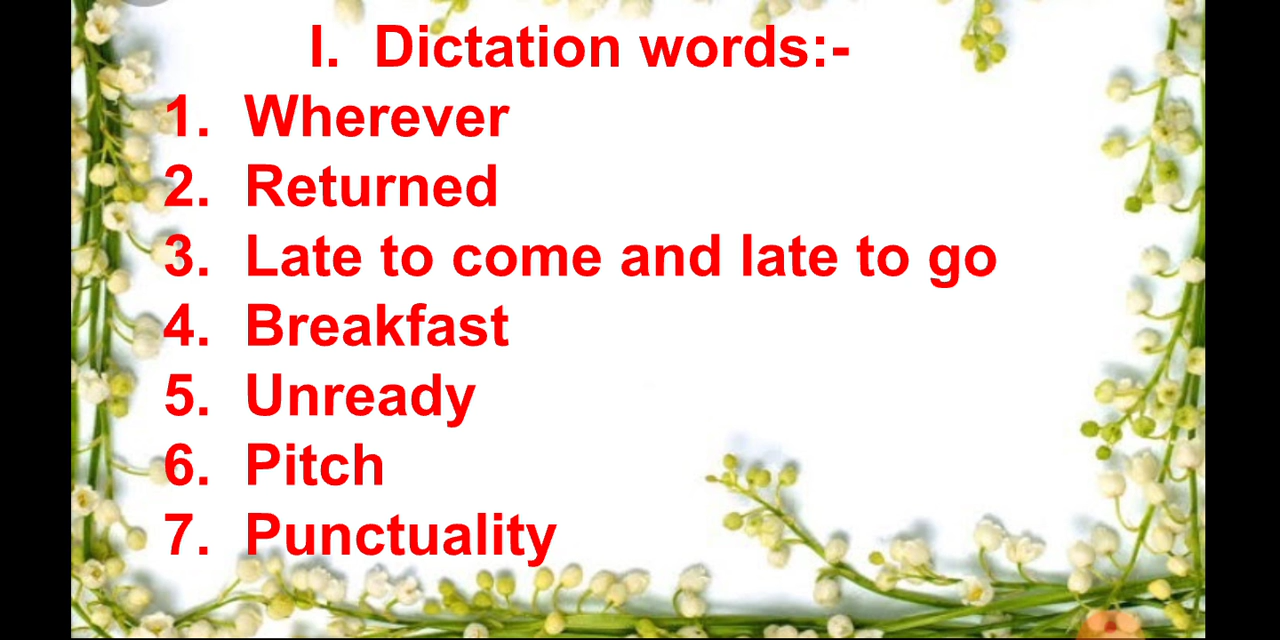 I. Dictation words:-
1. Wherever
2. Returned
3. Late to come and late to go
4. Breakfast
5. Unready
6. Pitch
7. Punctuality